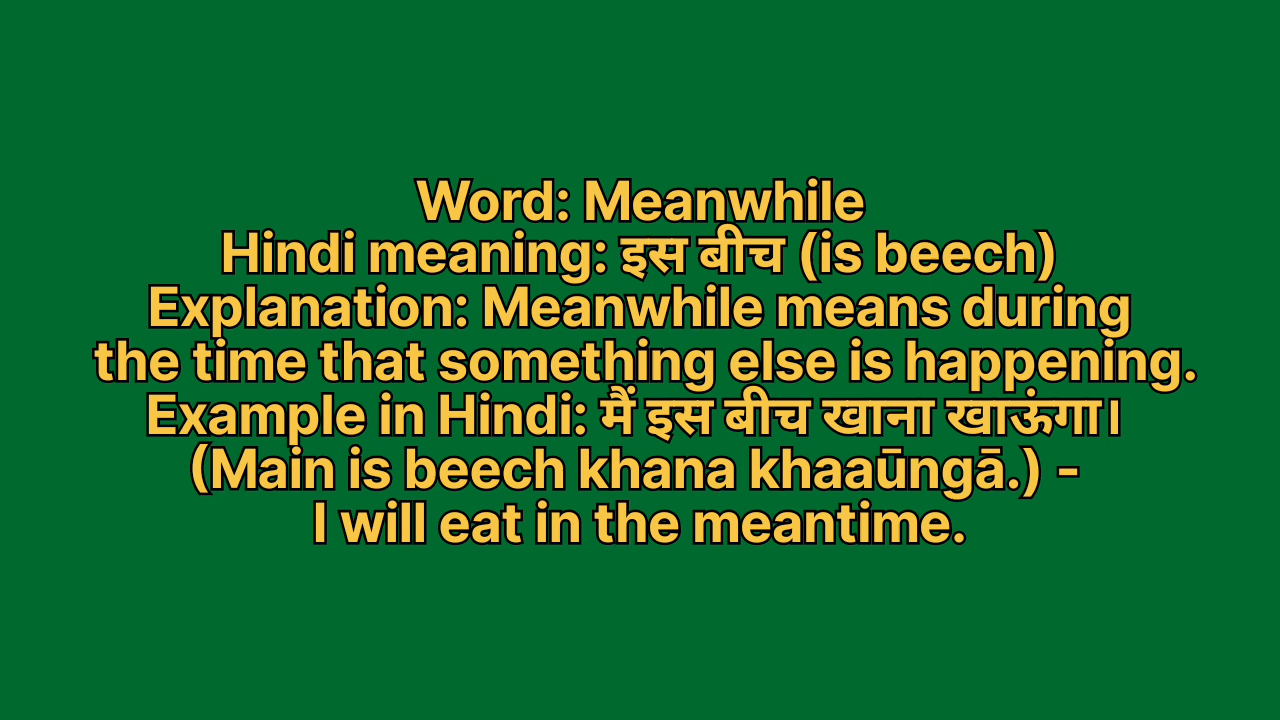 Word: Meanwhile
Hindi meaning: इस बीच (is beech)
Explanation: Meanwhile means during
the time that something else is happening.
Example in Hindi: मैं इस बीच खाना खाऊंगा।
(Main is beech khana khaaūngā.) -
I will eat in the meantime.